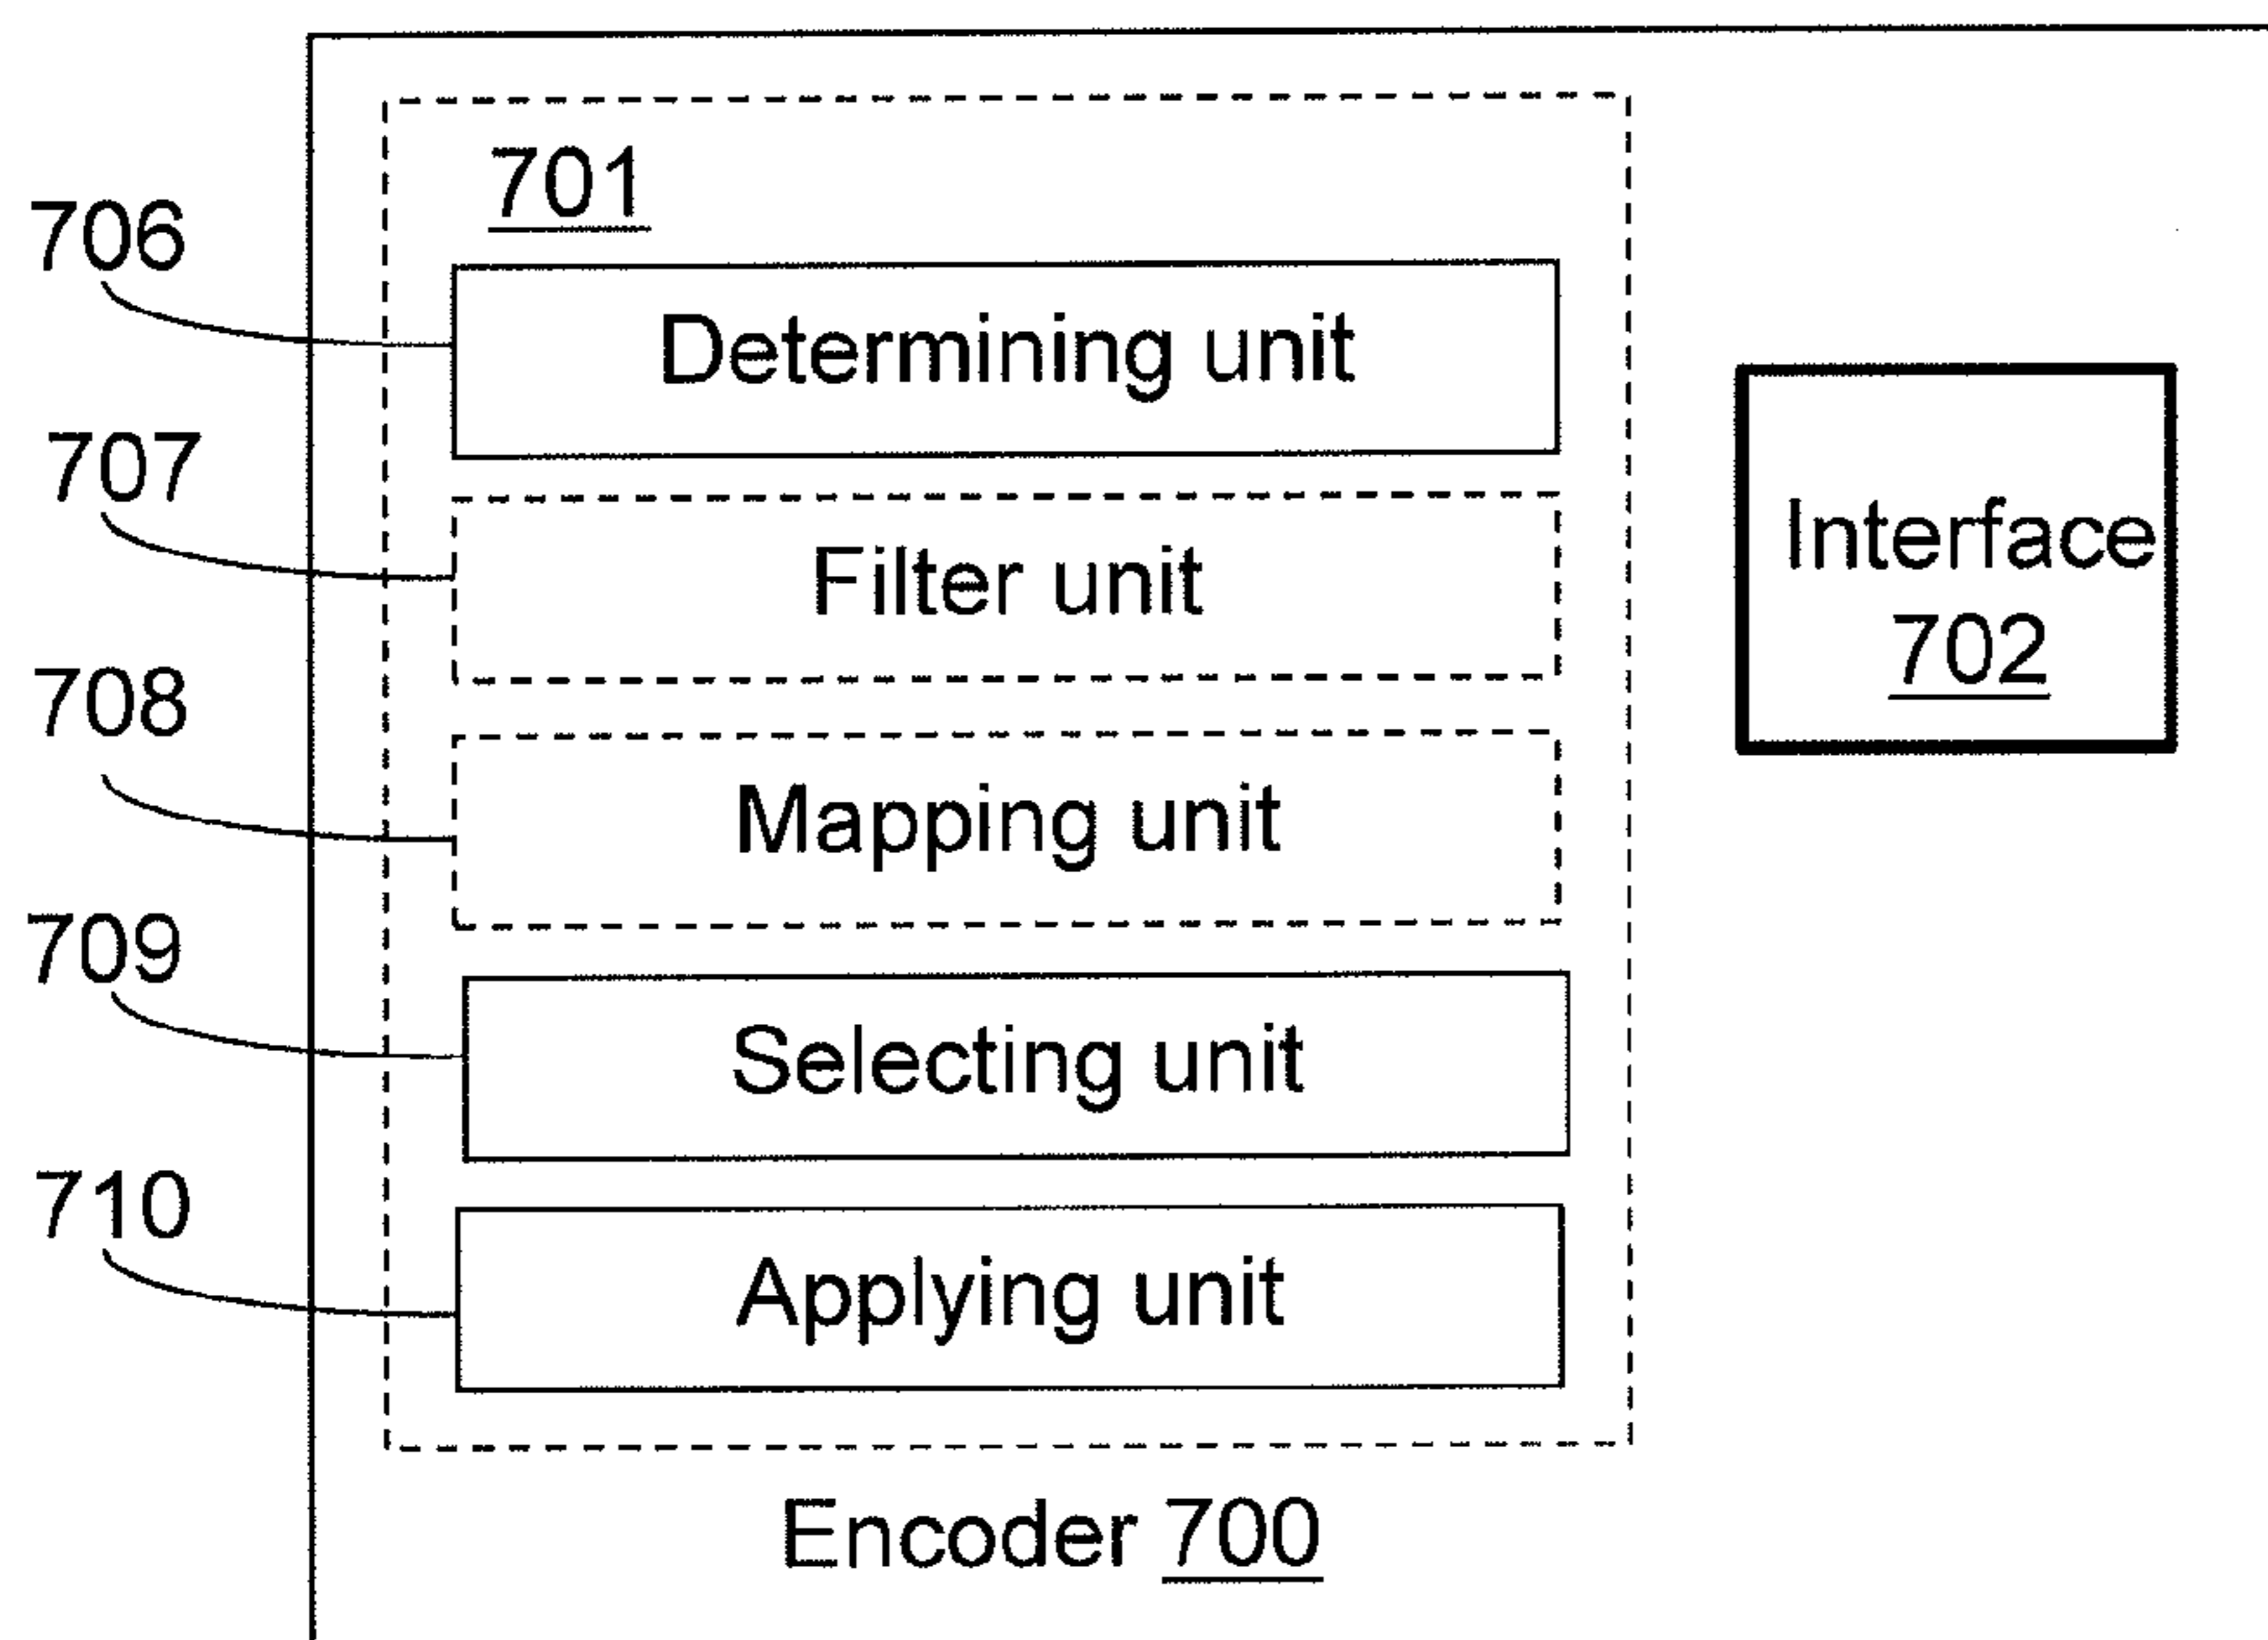 701
706
Determining unit
707
Filter unit
Interface
702
708
Mapping unit
709
Selecting unit
710
Applying unit
Encoder 700